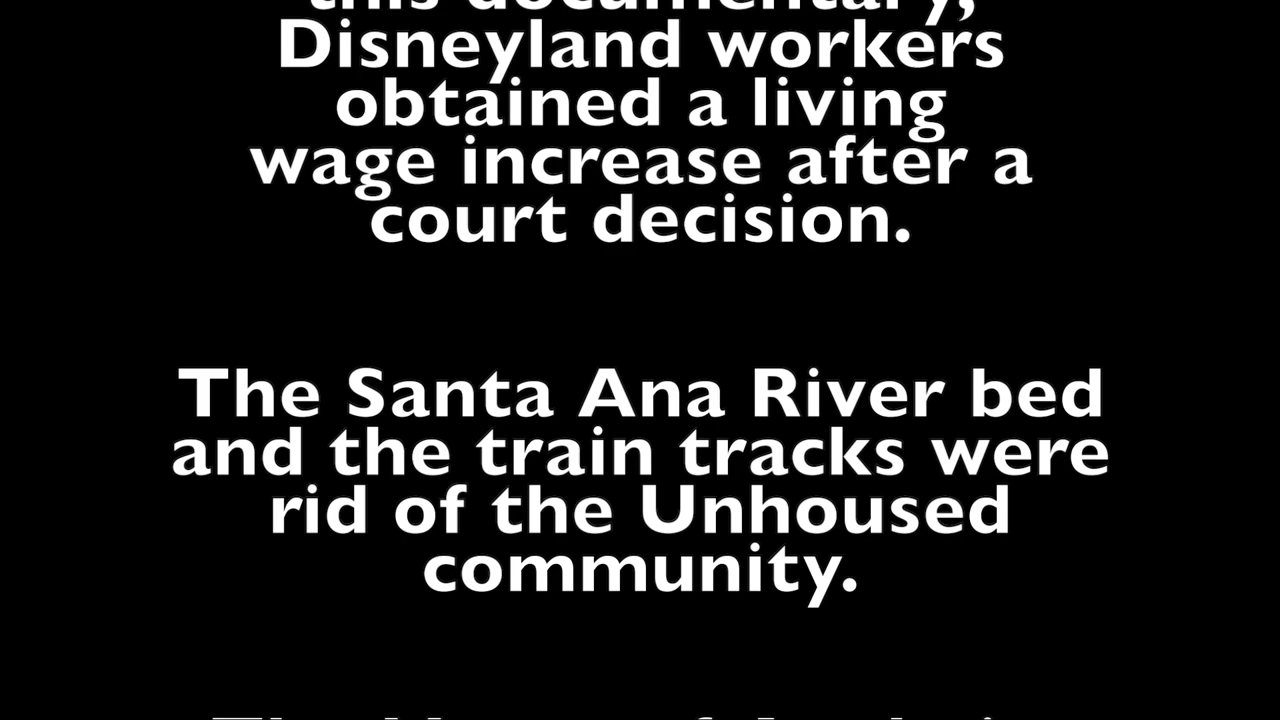 this documentary,
Disneyland workers
obtained a living
wage increase after a
court decision.
The Santa Ana River bed
and the train tracks were
rid of the Unhoused
community.